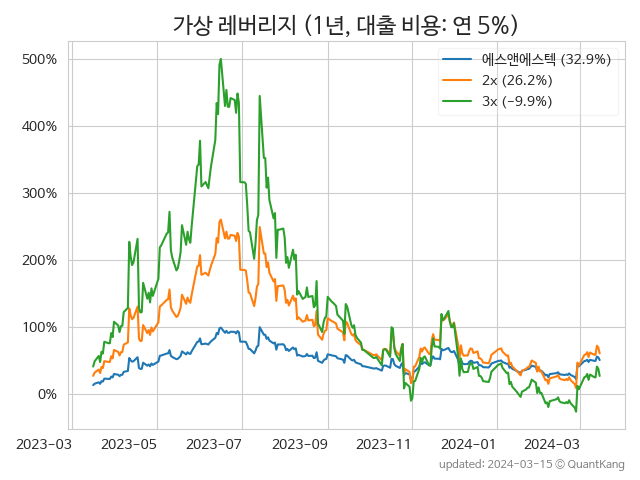 가상 레버리지 (1년, 대출 비용: 연 5%)
에스앤에스텍 (32.9%)
2x (26.2%)
3x (−9.9%)
500%
400%
300%
200%
100%
0%
2023-03
2023-05
2023-07
2023-09
2023-11
2024-01
2024-03
updated: 2024-03-15 © QuantKang